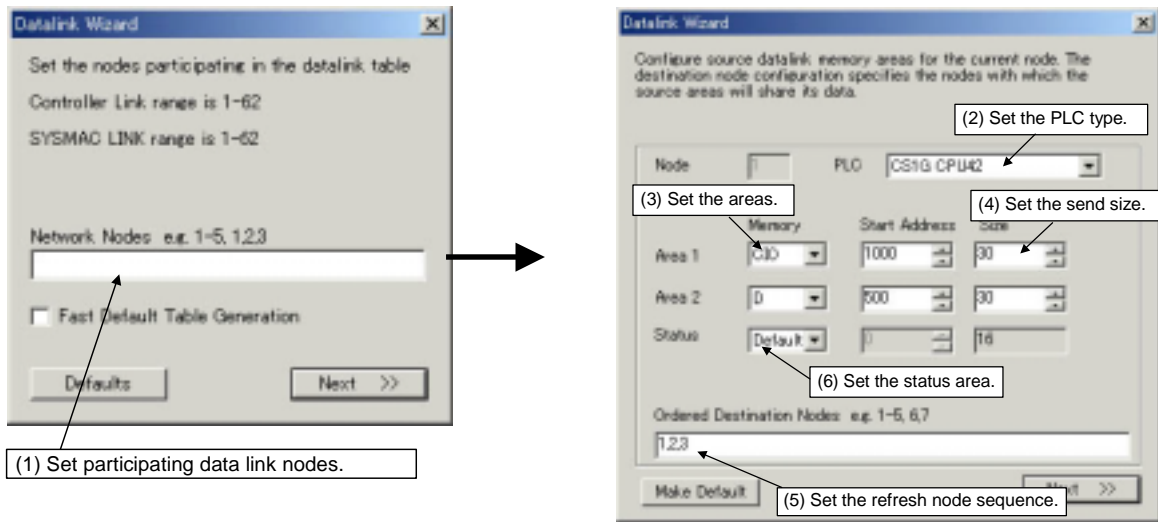 Datalink Wizard
Set the nodes participating in the datalink table
Controller Link range is 1-62
SYSMAC LINK range is 1-62
Network Nodes e.g. 1-5, 1,2,3
Fast Default Table Generation
Defaults
Next >>
(1) Set participating data link nodes.
Datalink Wizard
Configure source datalink memory areas for the current node. The
destination node configuration specifies the nodes with which the
source areas will share its data.
(2) Set the PLC type.
Node 1 PLC CS1G CPU42
(3) Set the areas.
(4) Set the send size.
Memory Start Address Size
Area 1 CIO 1000 30
Area 2 D 500 30
Status Default 0 16
(6) Set the status area.
Ordered Destination Nodes e.g. 1-5, 6,7
1,2,3
Make Default
Next >>
(5) Set the refresh node sequence.